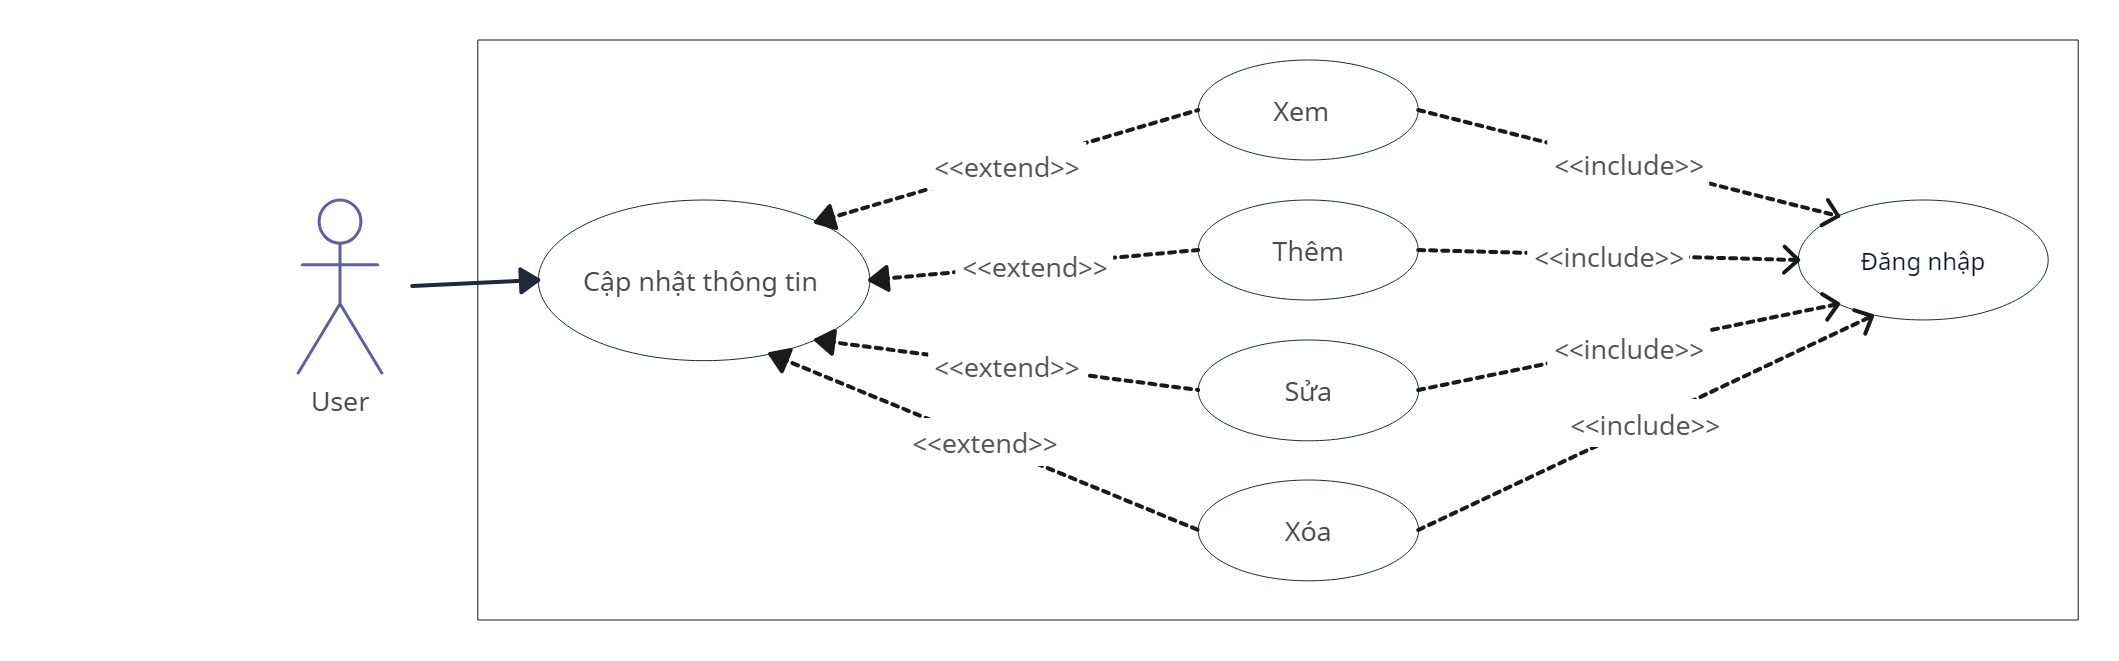 Xem
<<extend>>
<<include>>
Thêm
<<extend>>
<<include>>
Cập nhật thông tin
Đăng nhập
User
<<extend>>
Sửa
<<include>>
<<extend>>
<<include>>
Xóa